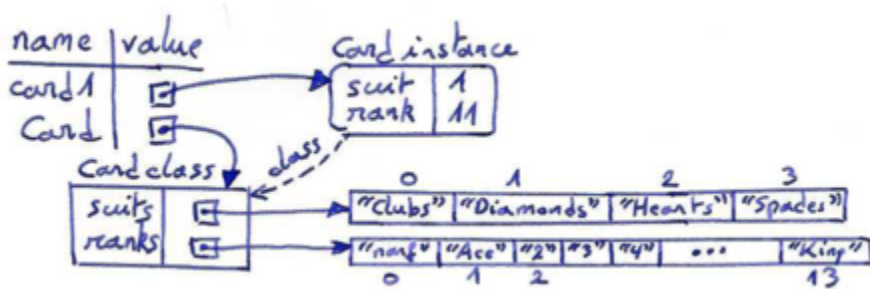 name value
card1
Card
Card instance
suit 1
rank 11
class
Card class
suits
ranks
0 1 2 3
"Clubs" "Diamonds" "Hearts" "Spades"
"narf" "Ace" "2" "3" "4" ... "King"
0 1 2 13